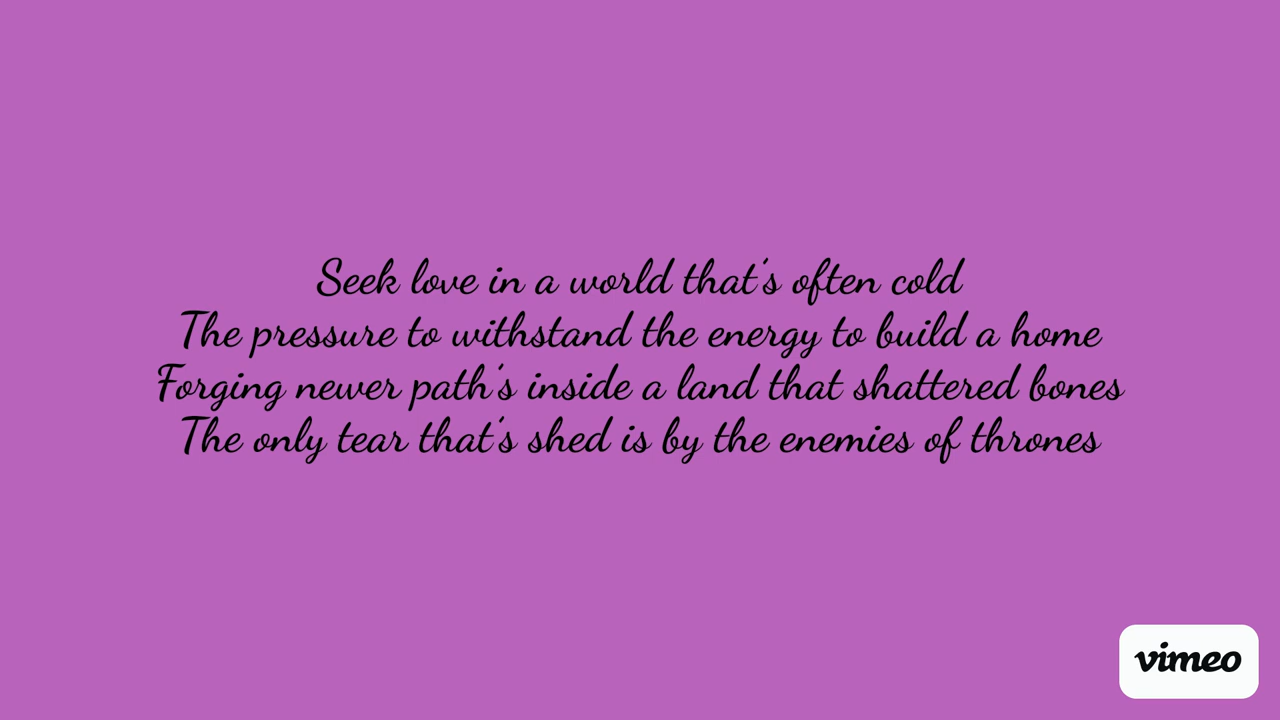 Seek love in a world that's often cold
The pressure to withstand the energy to build a home
Forging newer path's inside a land that shattered bones
The only tear that's shed is by the enemies of thrones
vimeo